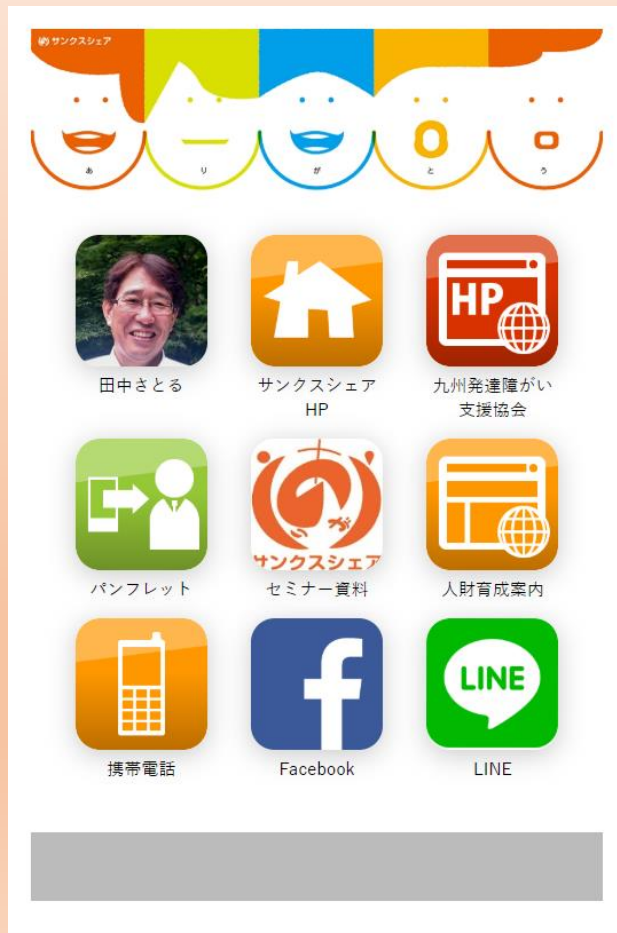 サンクスシェア
あ り が と う
田中さとる
サンクスシェア
HP
HP
九州発達障がい
支援協会
パンフレット
サンクスシェア
セミナー資料
人財育成案内
携帯電話
f
Facebook
LINE
LINE